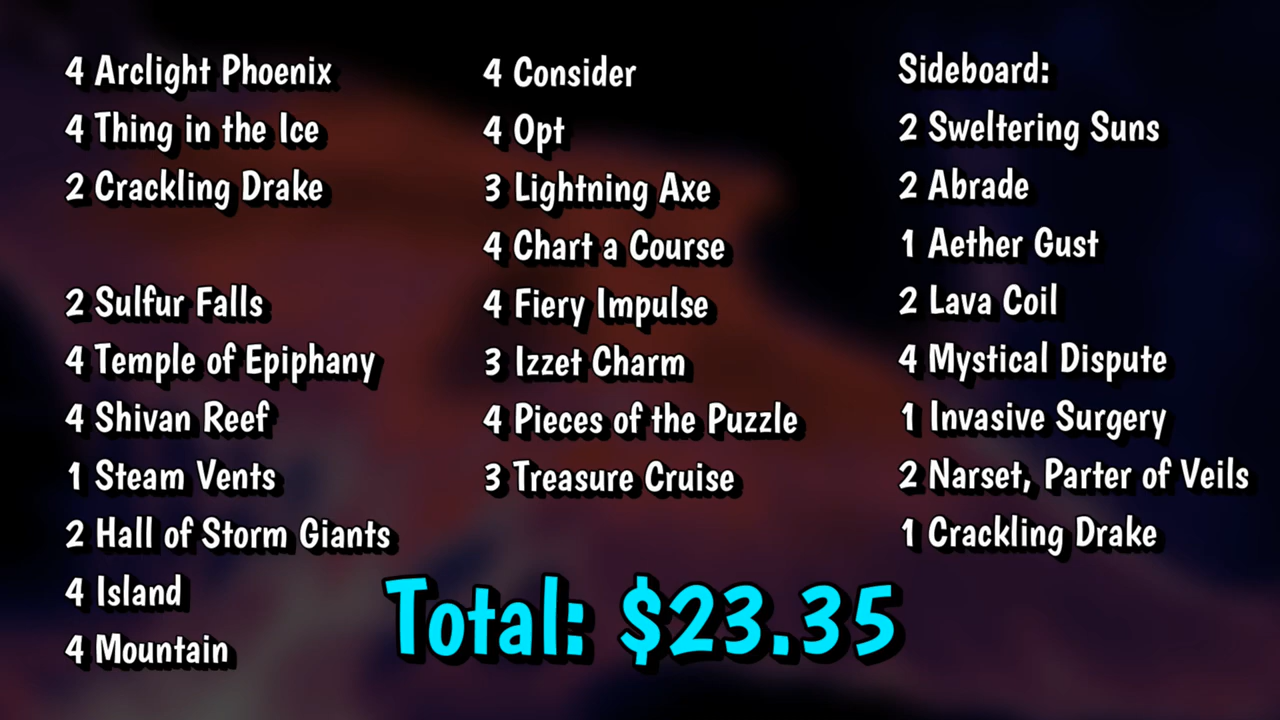 4 Arclight Phoenix
4 Thing in the Ice
2 Crackling Drake
2 Sulfur Falls
4 Temple of Epiphany
4 Shivan Reef
1 Steam Vents
2 Hall of Storm Giants
4 Island
4 Mountain
4 Consider
4 Opt
3 Lightning Axe
4 Chart a Course
4 Fiery Impulse
3 Izzet Charm
4 Pieces of the Puzzle
3 Treasure Cruise
Sideboard:
2 Sweltering Suns
2 Abrade
1 Aether Gust
2 Lava Coil
4 Mystical Dispute
1 Invasive Surgery
2 Narset, Parter of Veils
1 Crackling Drake
Total: $23.35